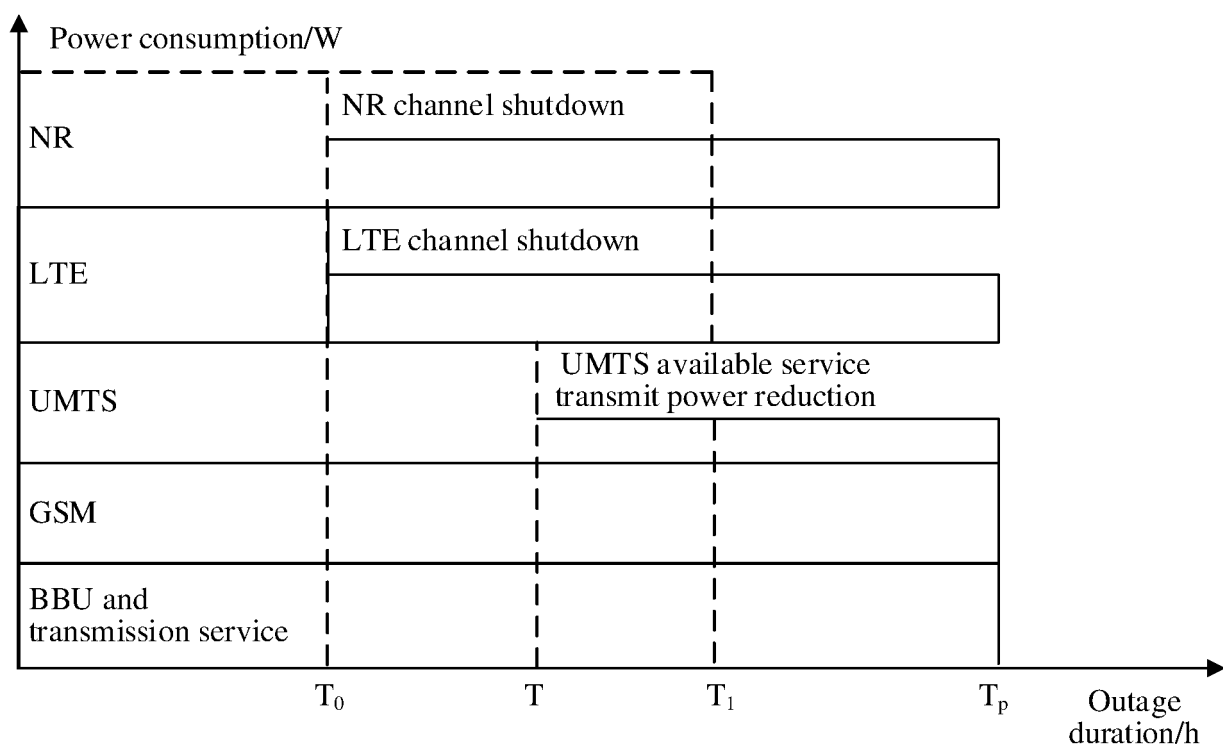 Power consumption/W
NR channel shutdown
NR
LTE channel shutdown
LTE
UMTS available service
transmit power reduction
UMTS
GSM
BBU and
transmission service
T₀
T
T₁
Tₚ
Outage
duration/h